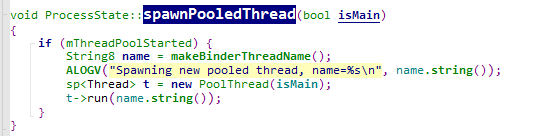 void ProcessState::spawnPooledThread(bool isMain)
{
    if (mThreadPoolStarted) {
        String8 name = makeBinderThreadName();
        ALOGV("Spawning new pooled thread, name=%s\n", name.string());
        sp<Thread> t = new PoolThread(isMain);
        t->run(name.string());
    }
}